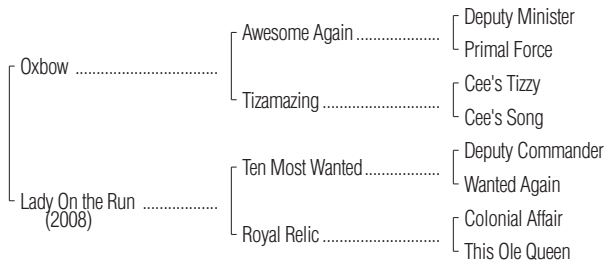 Deputy Minister
Awesome Again ..................
Primal Force
Oxbow ...............................
Cee's Tizzy
Tizamazing ..........................
Cee's Song
Deputy Commander
Ten Most Wanted ................
Wanted Again
Lady On the Run ................
(2008)
Colonial Affair
Royal Relic ..........................
This Ole Queen